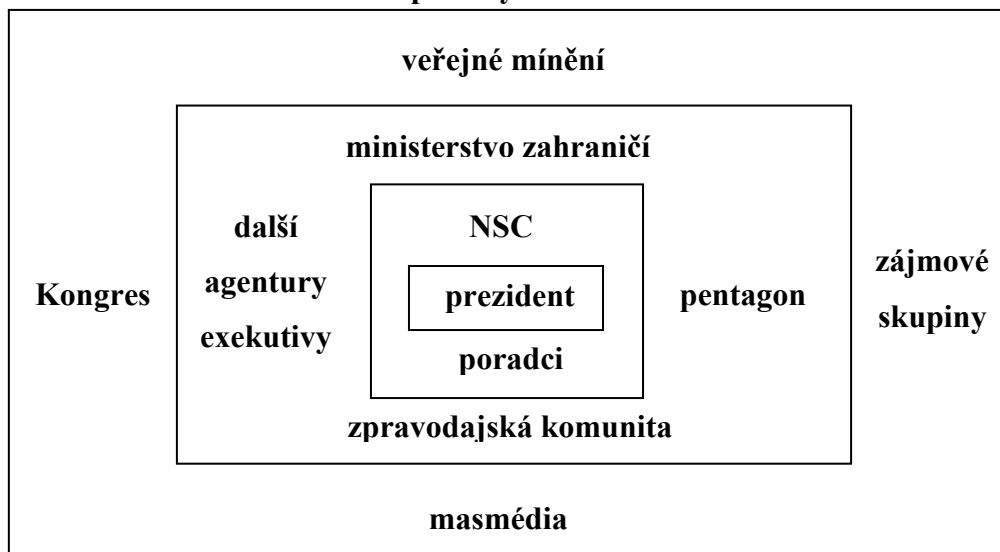 veřejné mínění
ministerstvo zahraničí
další
agentury
exekutivy
NSC
prezident
poradci
Kongres
pentagon
zájmové
skupiny
zpravodajská komunita
masmédia